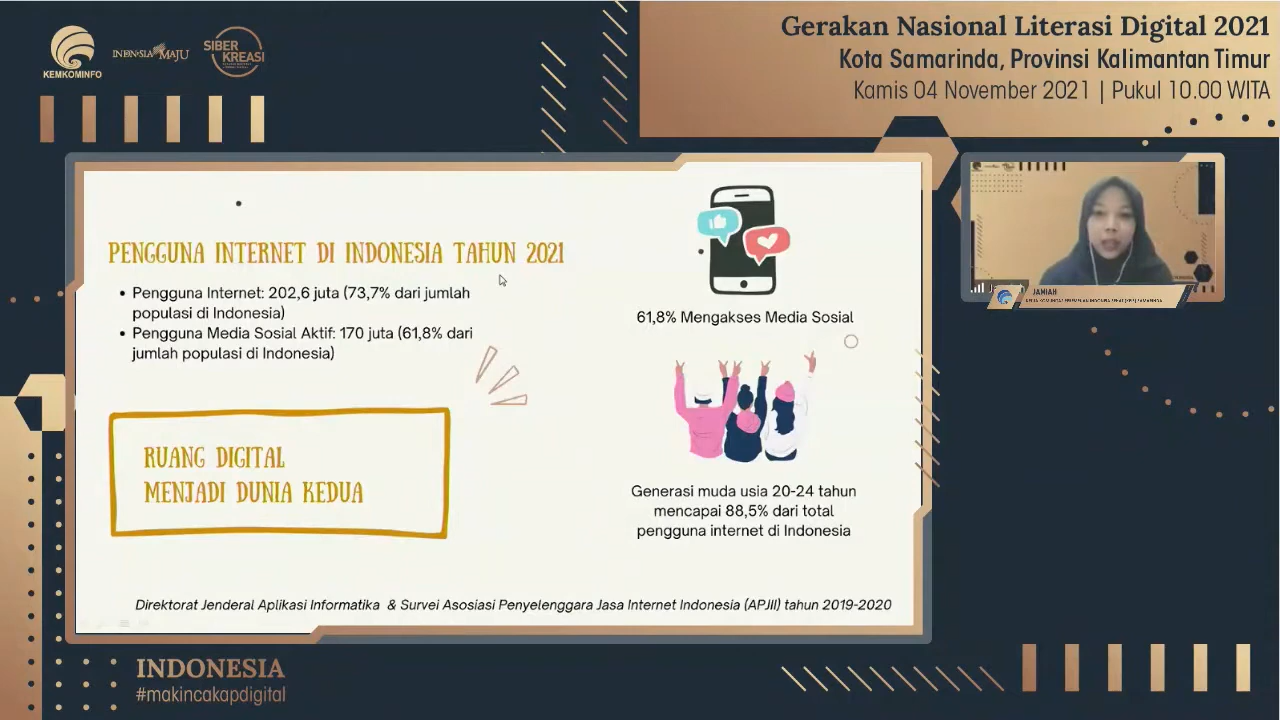 KEMKOMINFO
INDONESIA MAJU
SIBER
KREASI
Gerakan Nasional Literasi Digital 2021
Kota Samarinda, Provinsi Kalimantan Timur
Kamis 04 November 2021 | Pukul 10.00 WITA
PENGGUNA INTERNET DI INDONESIA TAHUN 2021
• Pengguna Internet: 202,6 juta (73,7% dari jumlah
populasi di Indonesia)
• Pengguna Media Sosial Aktif: 170 juta (61,8% dari
jumlah populasi di Indonesia)
RUANG DIGITAL
MENJADI DUNIA KEDUA
61,8% Mengakses Media Sosial
Generasi muda usia 20-24 tahun
mencapai 88,5% dari total
pengguna internet di Indonesia
Direktorat Jenderal Aplikasi Informatika & Survei Asosiasi Penyelenggara Jasa Internet Indonesia (APJII) tahun 2019-2020
JAMIAH
INDONESIA
#makincakapdigital